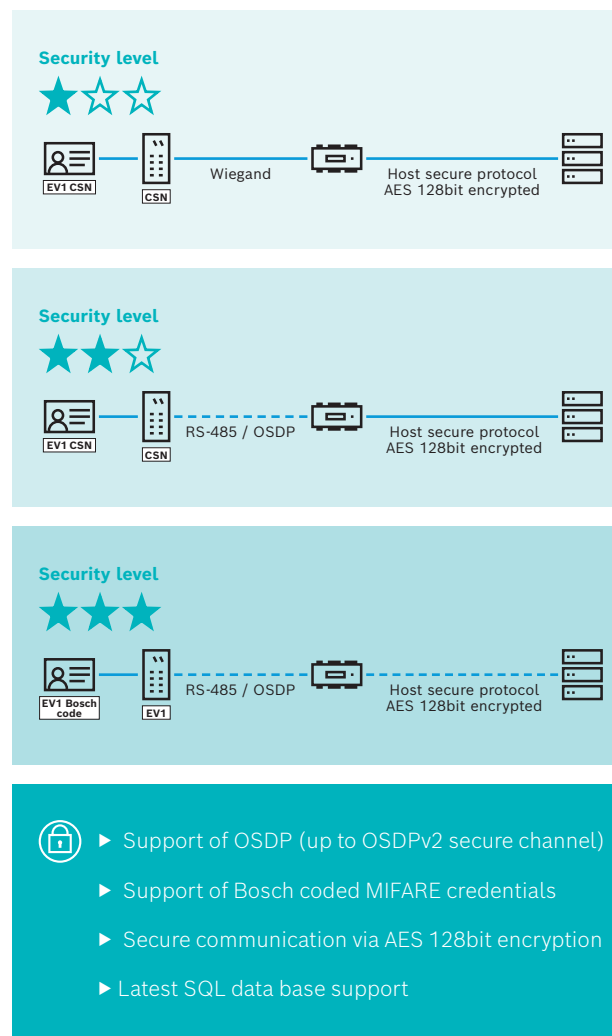 Security level
EV1 CSN
CSN
Wiegand
Host secure protocol
AES 128bit encrypted
Security level
EV1 CSN
CSN
RS-485 / OSDP
Host secure protocol
AES 128bit encrypted
Security level
EV1 Bosch
code
EV1
RS-485 / OSDP
Host secure protocol
AES 128bit encrypted
Support of OSDP (up to OSDPv2 secure channel)
Support of Bosch coded MIFARE credentials
Secure communication via AES 128bit encryption
Latest SQL data base support